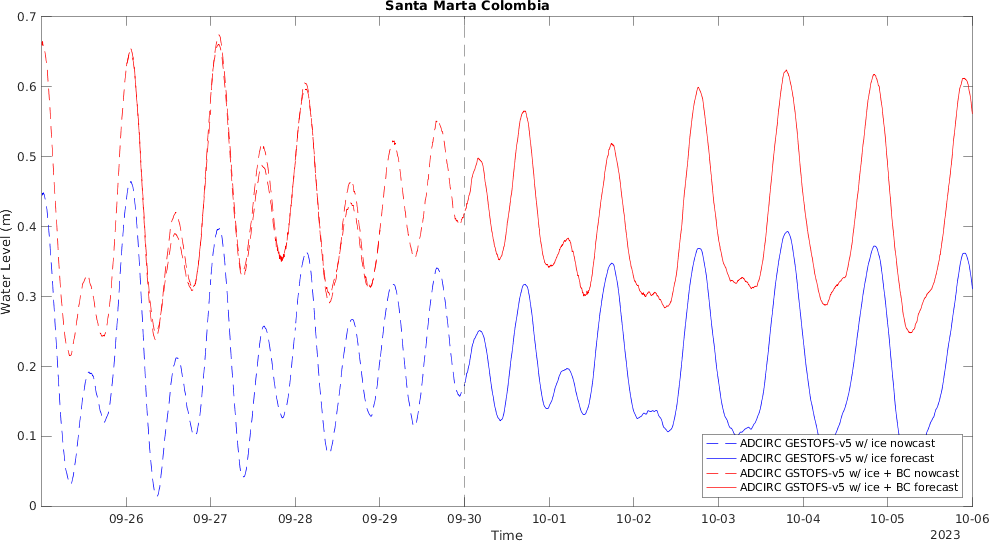 Santa Marta Colombia
0.7
0.6
0.5
0.4
0.3
0.2
0.1
0
Water Level (m)
ADCIRC GESTOFS-v5 w/ ice nowcast
ADCIRC GESTOFS-v5 w/ ice forecast
ADCIRC GSTOFS-v5 w/ ice + BC nowcast
ADCIRC GSTOFS-v5 w/ ice + BC forecast
09-26 09-27 09-28 09-29 09-30 10-01 10-02 10-03 10-04 10-05 10-06
Time
2023